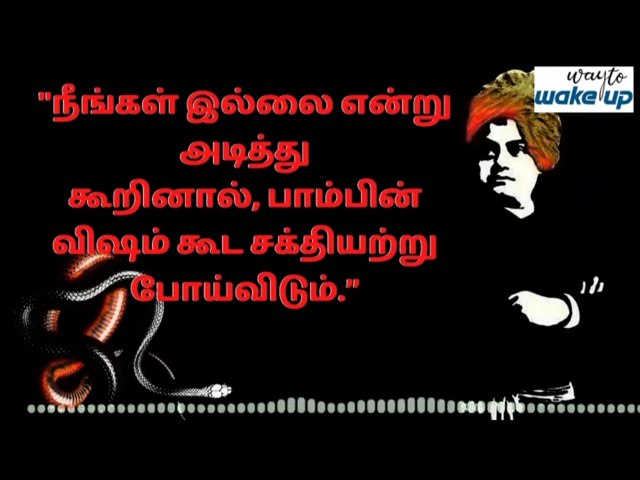 "நீங்கள் இல்லை என்று
அடித்து
கூறினால், பாம்பின்
விஷம் கூட சக்தியற்று
போய்விடும்."
way to
wake up